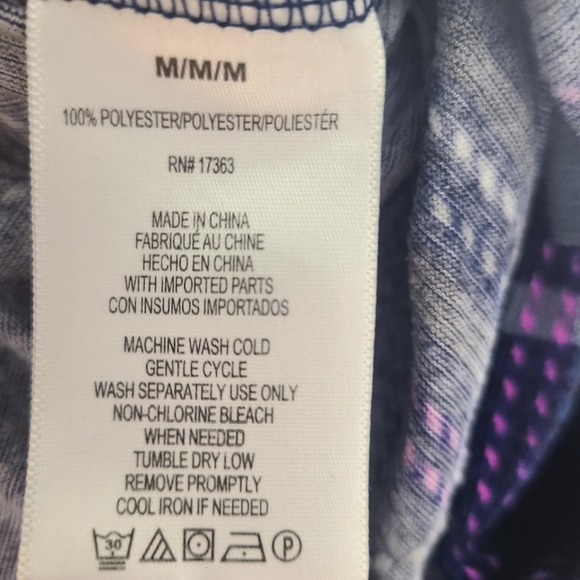 M/M/M
100% POLYESTER/POLYESTER/POLIESTÉR
RN# 17363
MADE IN CHINA
FABRIQUÉ AU CHINE
HECHO EN CHINA
WITH IMPORTED PARTS
CON INSUMOS IMPORTADOS
MACHINE WASH COLD
GENTLE CYCLE
WASH SEPARATELY USE ONLY
NON-CHLORINE BLEACH
WHEN NEEDED
TUMBLE DRY LOW
REMOVE PROMPTLY
COOL IRON IF NEEDED
30 P